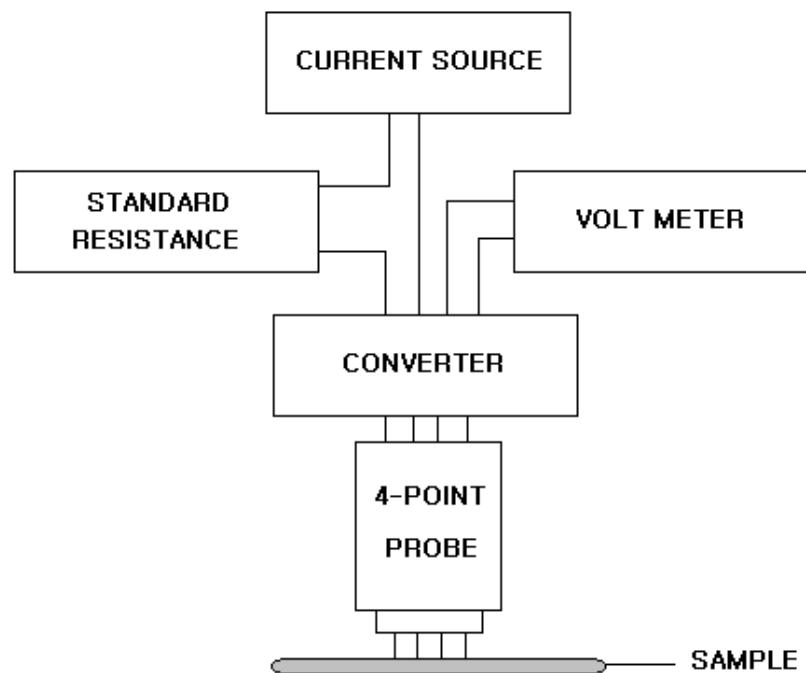 CURRENT SOURCE
STANDARD
RESISTANCE
VOLT METER
CONVERTER
4-POINT
PROBE
SAMPLE